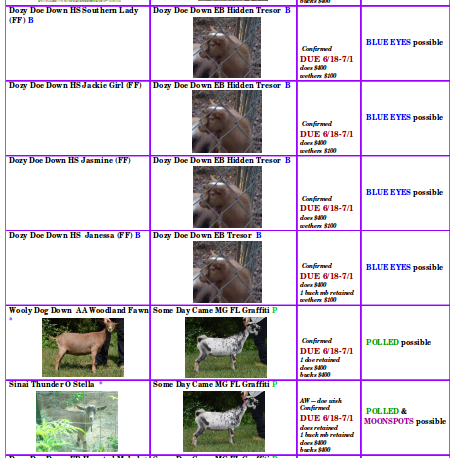 bucks $400
Dozy Doe Down HS Southern Lady (FF) B
Dozy Doe Down EB Hidden Tresor B
Confirmed
DUE 6/18-7/1
does $400
wethers $100
BLUE EYES possible
Dozy Doe Down HS Jackie Girl (FF)
Dozy Doe Down EB Hidden Tresor B
Confirmed
DUE 6/18-7/1
does $400
wethers $100
BLUE EYES possible
Dozy Doe Down HS Jasmine (FF)
Dozy Doe Down EB Hidden Tresor B
Confirmed
DUE 6/18-7/1
does $400
wethers $100
BLUE EYES possible
Dozy Doe Down HS Janessa (FF) B
Dozy Doe Down EB Tresor B
Confirmed
DUE 6/18-7/1
does $400
1 buck mb retained
wethers $100
BLUE EYES possible
Wooly Dog Down AA Woodland Fawn
*
Some Day Came MG FL Graffiti P
Confirmed
DUE 6/18-7/1
1 doe retained
does $400
bucks $400
POLLED possible
Sinai Thunder O Stella *
Some Day Came MG FL Graffiti P
AW - doe wish
Confirmed
DUE 6/18-7/1
does retained
1 buck mb retained
wethers $100
POLLED &
MOONSPOTS possible